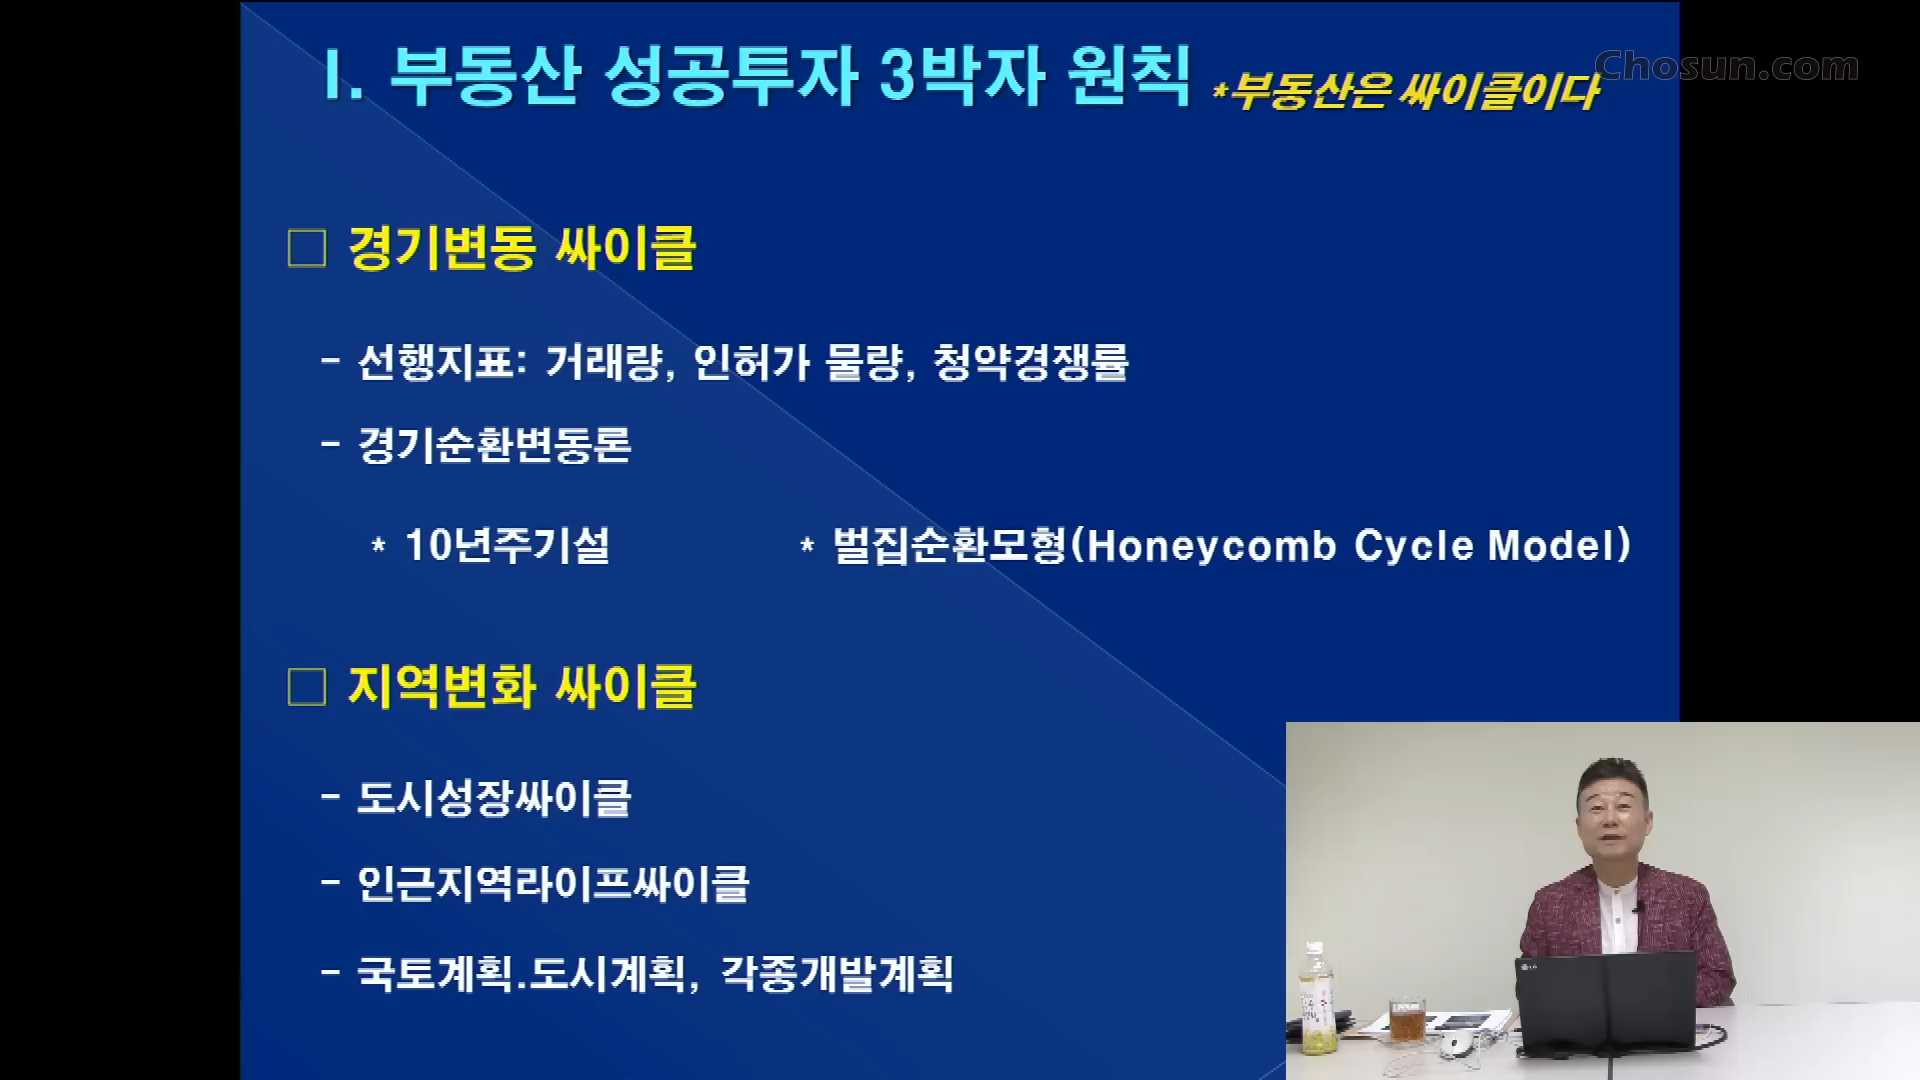 I. 부동산 성공투자 3박자 원칙 *부동산은 싸이클이다
Chosun.com
□ 경기변동 싸이클
- 선행지표: 거래량, 인허가 물량, 청약경쟁률
- 경기순환변동론
* 10년주기설 * 벌집순환모형(Honeycomb Cycle Model)
□ 지역변화 싸이클
- 도시성장싸이클
- 인근지역라이프싸이클
- 국토계획.도시계획, 각종개발계획